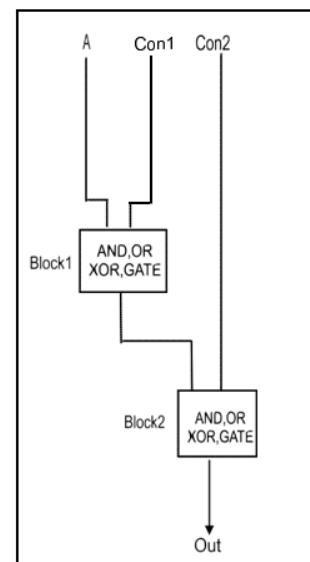 A Con1 Con2
Block1
AND,OR
XOR,GATE
Block2
AND,OR
XOR,GATE
Out